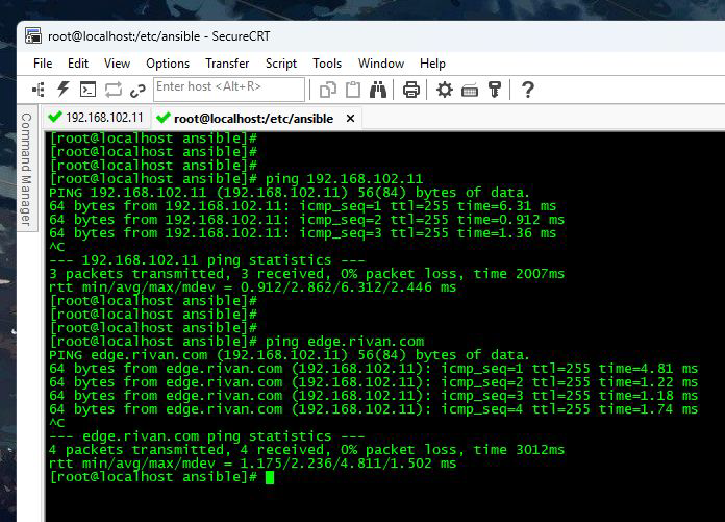 root@localhost:/etc/ansible - SecureCRT
File Edit View Options Transfer Script Tools Window Help
Enter host <Alt+R>
192.168.102.11 root@localhost:/etc/ansible ×
Command Manager
[root@localhost ansible]#
[root@localhost ansible]#
[root@localhost ansible]#
[root@localhost ansible]# ping 192.168.102.11
PING 192.168.102.11 (192.168.102.11) 56(84) bytes of data.
64 bytes from 192.168.102.11: icmp_seq=1 ttl=255 time=6.31 ms
64 bytes from 192.168.102.11: icmp_seq=2 ttl=255 time=0.912 ms
64 bytes from 192.168.102.11: icmp_seq=3 ttl=255 time=1.36 ms
^C
--- 192.168.102.11 ping statistics ---
3 packets transmitted, 3 received, 0% packet loss, time 2007ms
rtt min/avg/max/mdev = 0.912/2.862/6.312/2.446 ms
[root@localhost ansible]#
[root@localhost ansible]#
[root@localhost ansible]#
[root@localhost ansible]# ping edge.rivan.com
PING edge.rivan.com (192.168.102.11) 56(84) bytes of data.
64 bytes from edge.rivan.com (192.168.102.11): icmp_seq=1 ttl=255 time=4.81 ms
64 bytes from edge.rivan.com (192.168.102.11): icmp_seq=2 ttl=255 time=1.22 ms
64 bytes from edge.rivan.com (192.168.102.11): icmp_seq=3 ttl=255 time=1.18 ms
64 bytes from edge.rivan.com (192.168.102.11): icmp_seq=4 ttl=255 time=1.74 ms
^C
--- edge.rivan.com ping statistics ---
4 packets transmitted, 4 received, 0% packet loss, time 3012ms
rtt min/avg/max/mdev = 1.175/2.236/4.811/1.502 ms
[root@localhost ansible]#